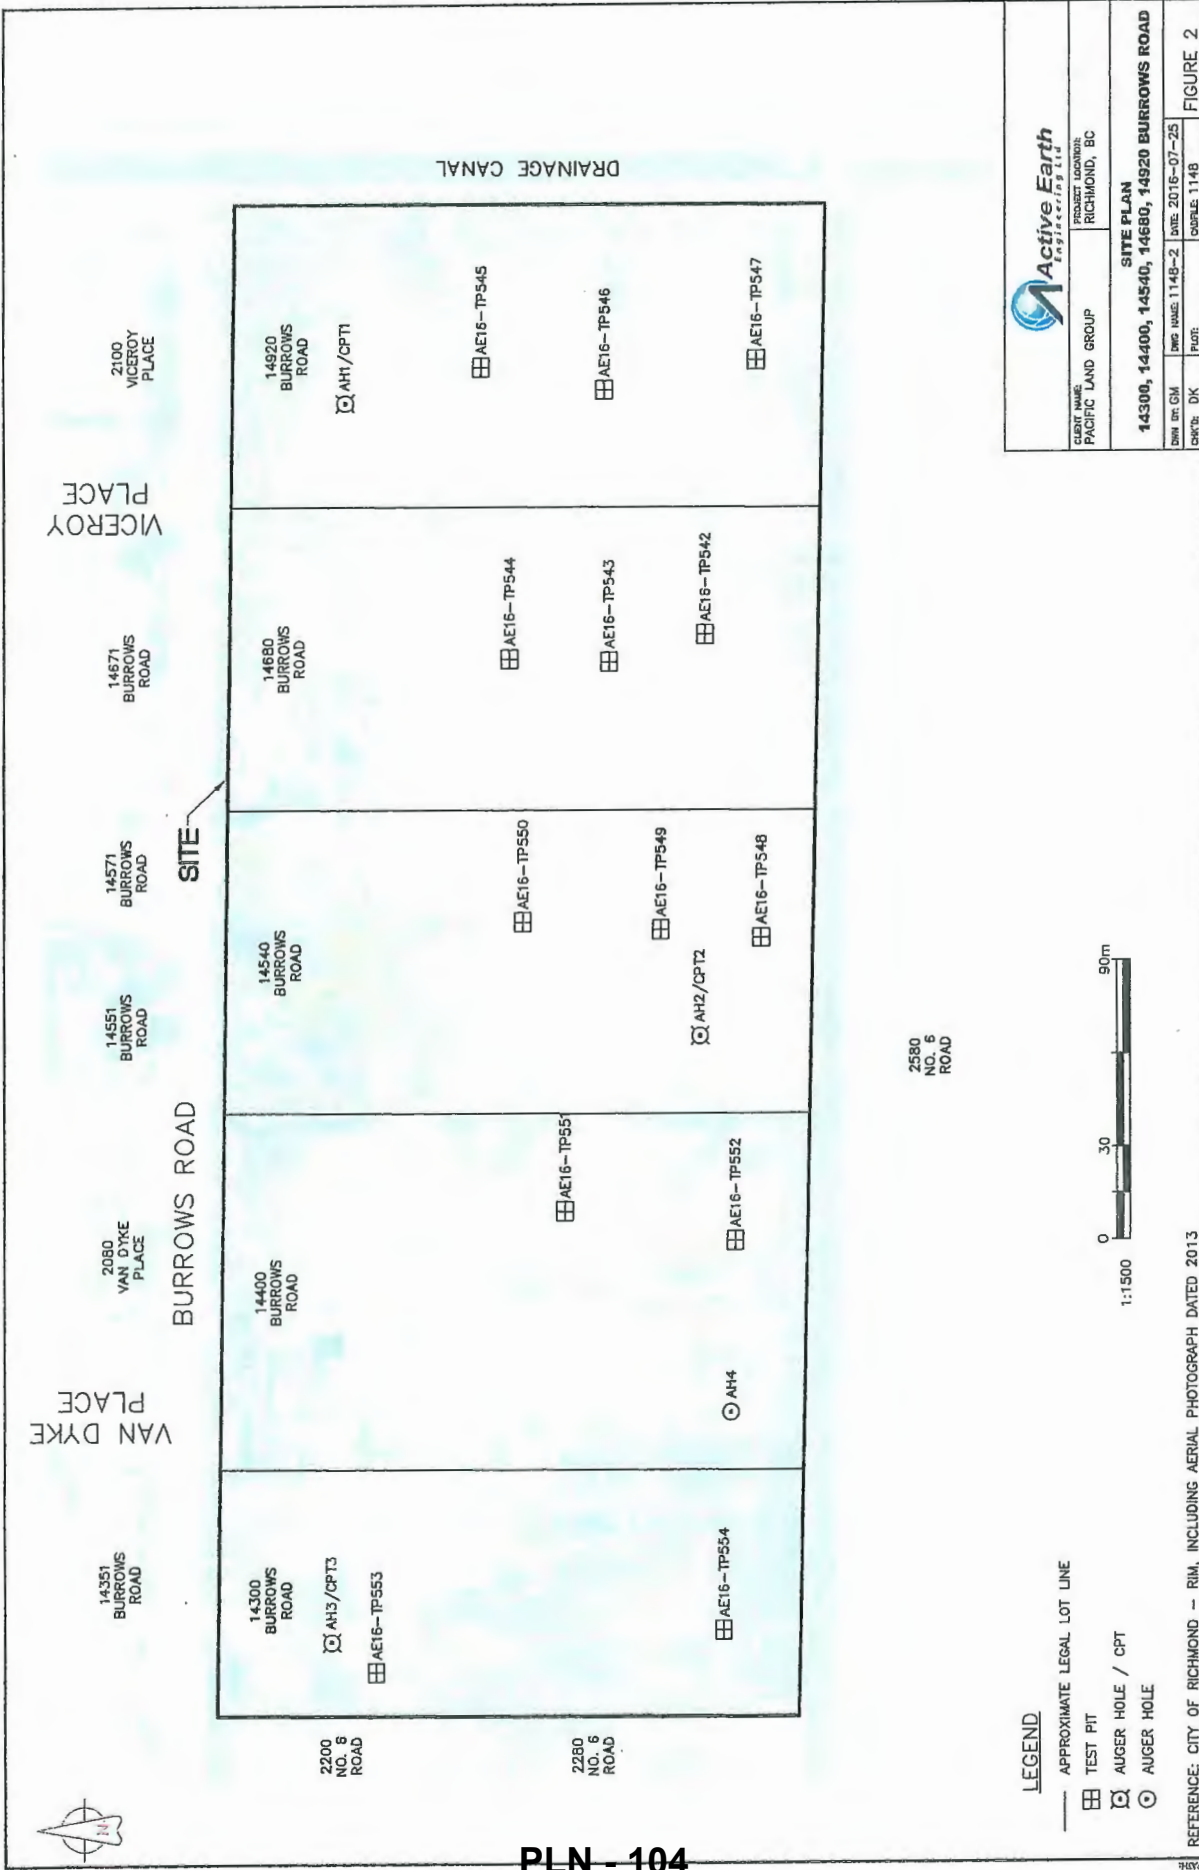 VAN DYKE
PLACE
VICEROY
PLACE
14351
BURROWS
ROAD
2080
VAN DYKE
PLACE
14551
BURROWS
ROAD
14571
BURROWS
ROAD
14671
BURROWS
ROAD
2100
VICEROY
PLACE
BURROWS ROAD
SITE
N
2200
NO. 6
ROAD
2280
NO. 6
ROAD
14300
BURROWS
ROAD
AH3/CPT3
AE16-TP553
AE16-TP554
14400
BURROWS
ROAD
AE16-TP551
AE16-TP552
AH4
14540
BURROWS
ROAD
AE16-TP550
AE16-TP549
AH2/CPT2
AE16-TP548
14680
BURROWS
ROAD
AE16-TP544
AE16-TP543
AE16-TP542
14920
BURROWS
ROAD
AH1/CPT1
AE16-TP545
AE16-TP546
AE16-TP547
DRAINAGE CANAL
2580
NO. 6
ROAD
LEGEND
APPROXIMATE LEGAL LOT LINE
TEST PIT
AUGER HOLE / CPT
AUGER HOLE
1:1500
0 30 90m
REFERENCE: CITY OF RICHMOND – RIM, INCLUDING AERIAL PHOTOGRAPH DATED 2013
Active Earth
Engineering Ltd
CLIENT NAME:
PACIFIC LAND GROUP
PROJECT LOCATION:
RICHMOND, BC
SITE PLAN
14300, 14400, 14540, 14680, 14920 BURROWS ROAD
DWN BY: GM DWG NAME: 1148-2 DATE: 2016-07-25
CHK'D: DK PLOT: CADFILE: 1148
FIGURE 2
PLN - 104